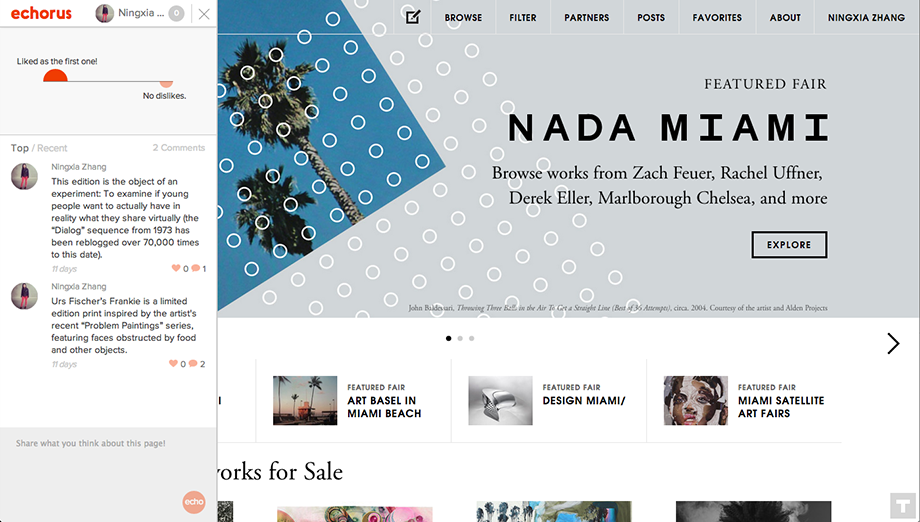 echorus
Ningxia ...
0
Liked as the first one!
No dislikes.
Top / Recent
2 Comments
Ningxia Zhang
This edition is the object of an
experiment: To examine if young
people want to actually have in
reality what they share virtually (the
"Dialog" sequence from 1973 has
been reblogged over 70,000 times
to this date).
11 days
0
1
Ningxia Zhang
Urs Fischer's Frankie is a limited
edition print inspired by the artist's
recent "Problem Paintings" series,
featuring faces obstructed by food
and other objects.
11 days
0
2
Share what you think about this page!
echo
BROWSE
FILTER
PARTNERS
POSTS
FAVORITES
ABOUT
NINGXIA ZHANG
FEATURED FAIR
NADA MIAMI
Browse works from Zach Feuer, Rachel Uffner,
Derek Eller, Marlborough Chelsea, and more
EXPLORE
John Baldessari, Throwing Three Balls in the Air To Get a Straight Line (Best of 36 Attempts), circa. 2004. Courtesy of the artist and Alden Projects
I
FEATURED FAIR
ART BASEL IN
MIAMI BEACH
FEATURED FAIR
DESIGN MIAMI/
FEATURED FAIR
MIAMI SATELLITE
ART FAIRS
orks for Sale
T